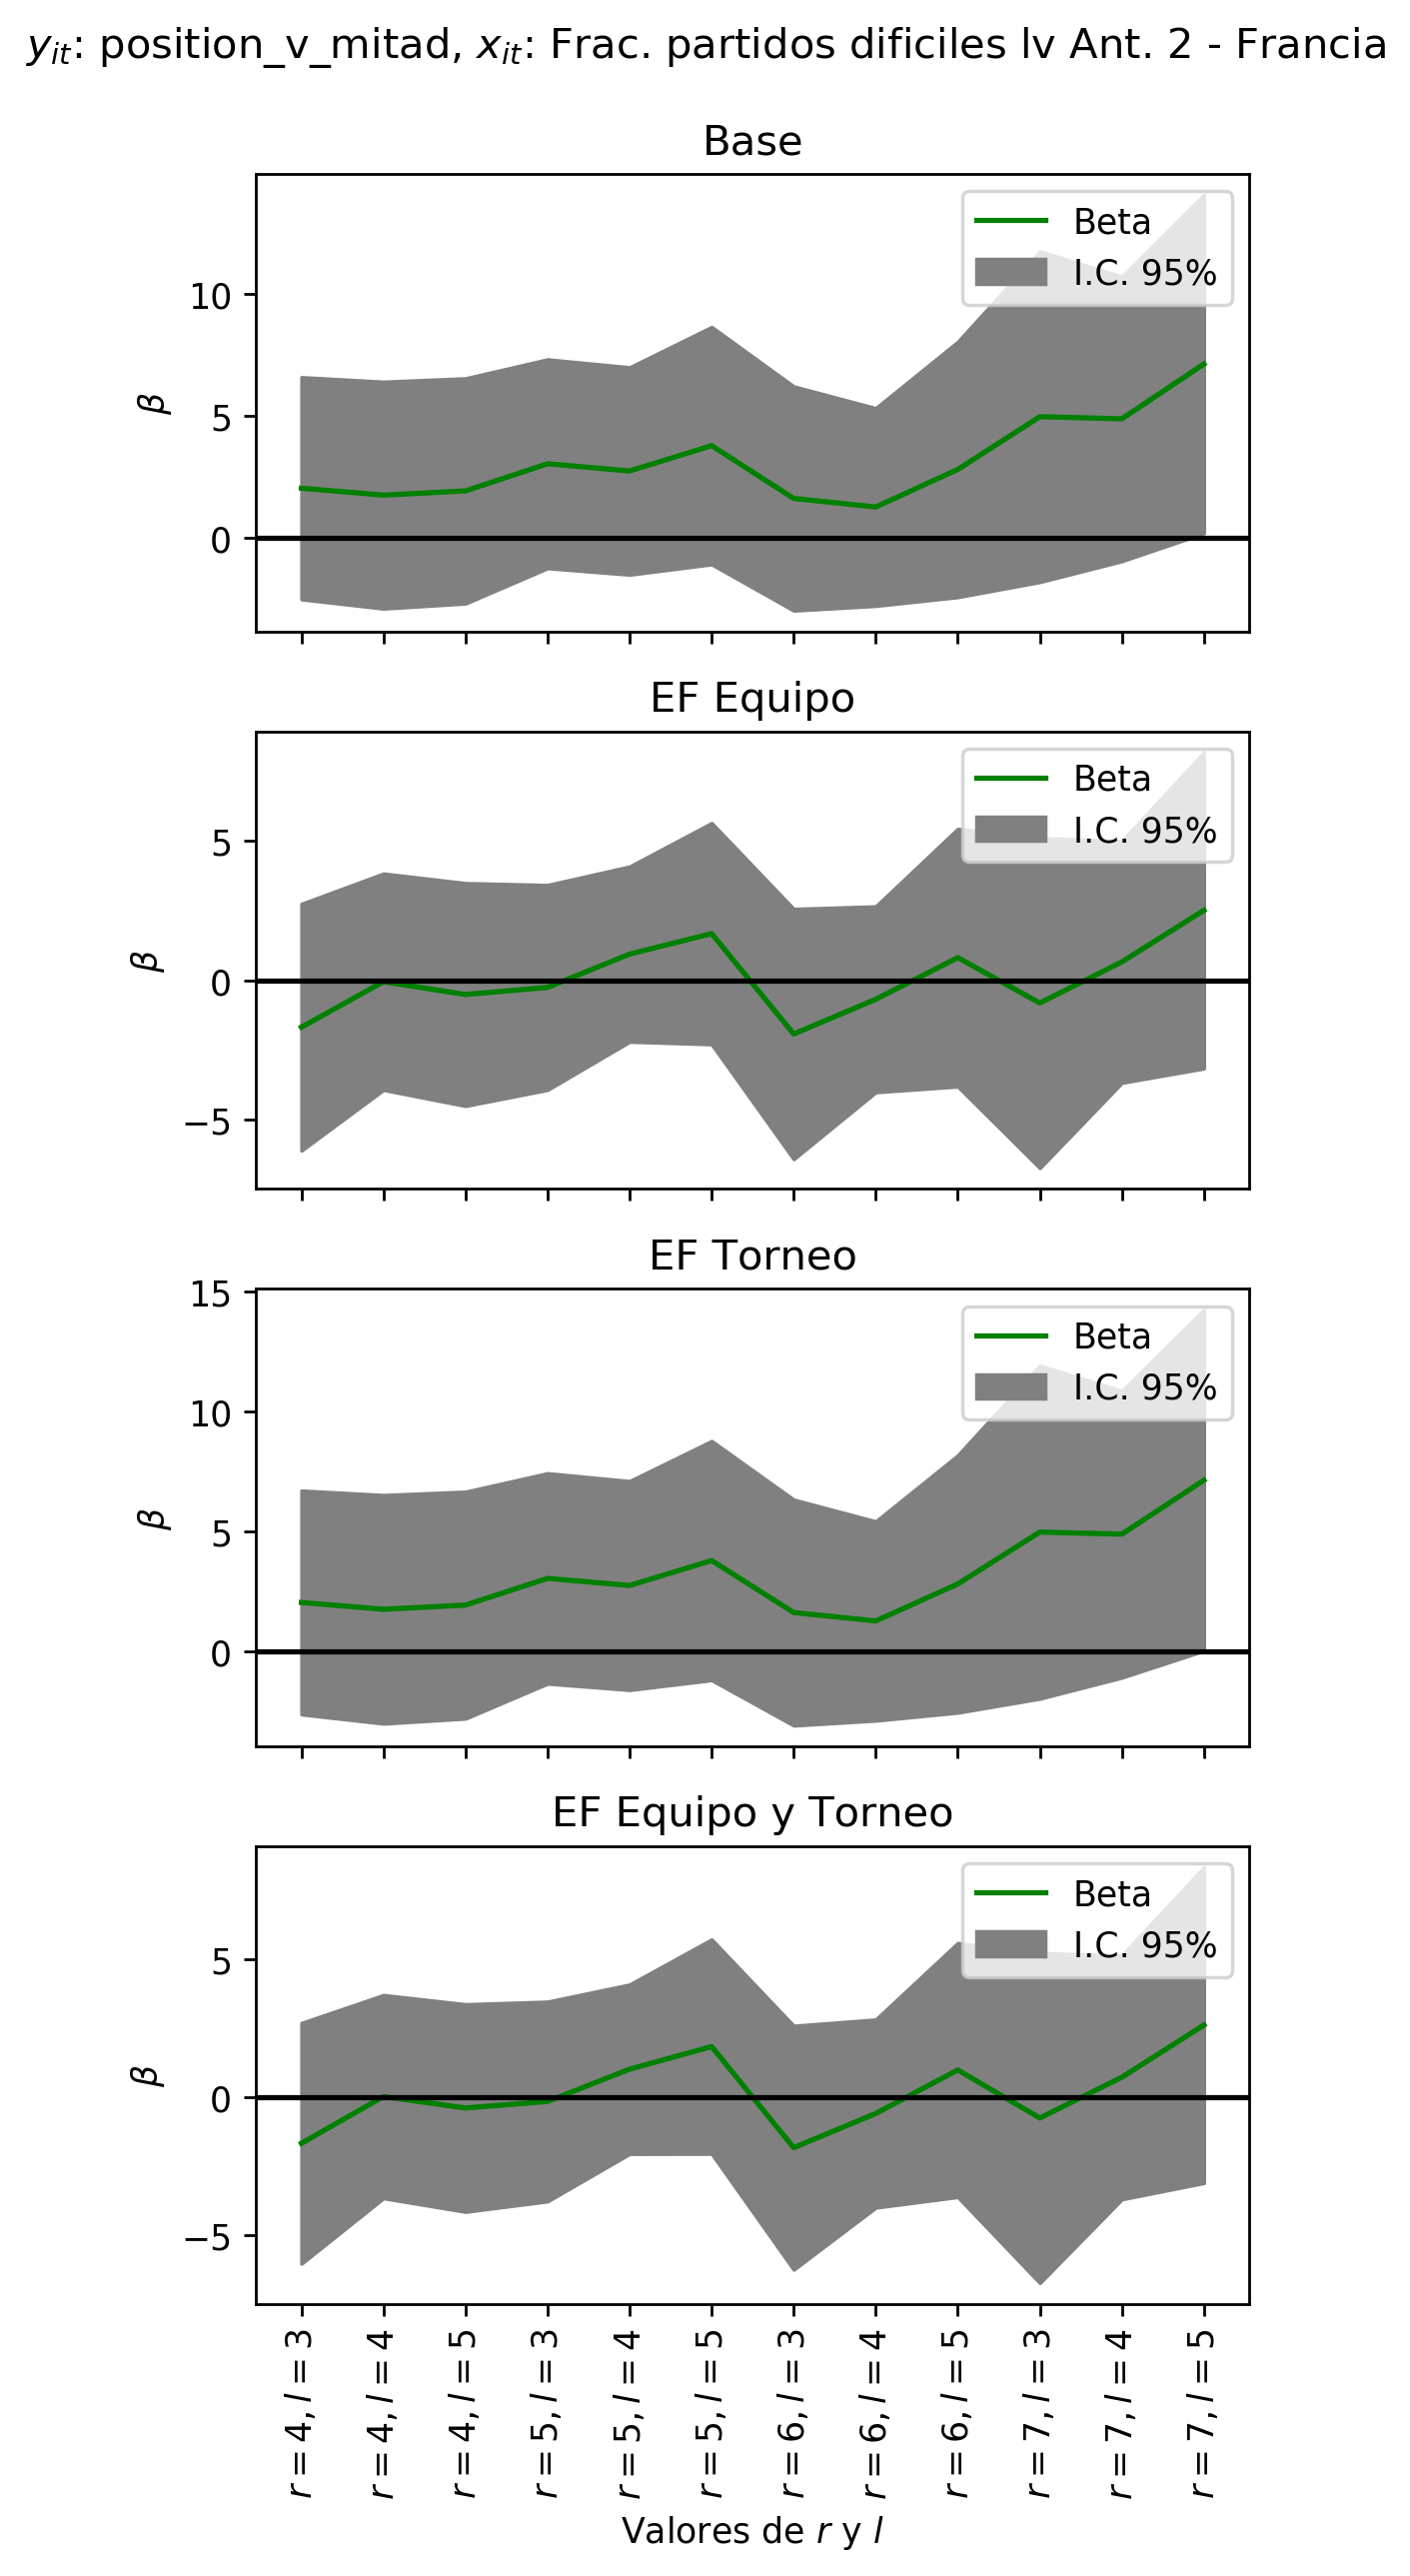 y_it: position_v_mitad, x_it: Frac. partidos dificiles lv Ant. 2 - Francia
Base
Beta
I.C. 95%
10
5
0
β
EF Equipo
Beta
I.C. 95%
5
0
−5
β
EF Torneo
Beta
I.C. 95%
15
10
5
0
β
EF Equipo y Torneo
Beta
I.C. 95%
5
0
−5
β
r = 4, l = 3
r = 4, l = 4
r = 4, l = 5
r = 5, l = 3
r = 5, l = 4
r = 5, l = 5
r = 6, l = 3
r = 6, l = 4
r = 6, l = 5
r = 7, l = 3
r = 7, l = 4
r = 7, l = 5
Valores de r y l